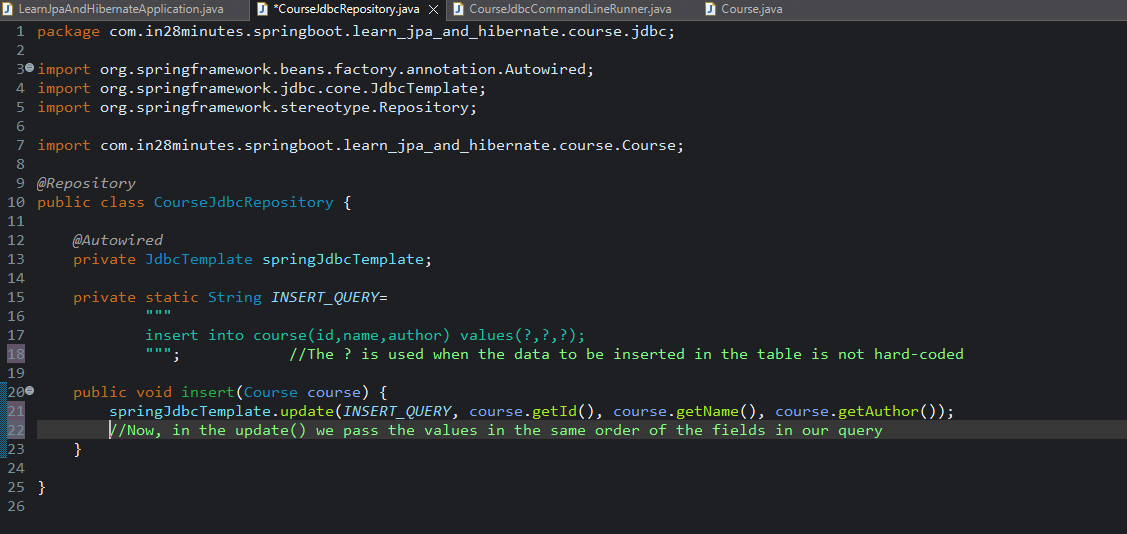 LearnJpaAndHibernateApplication.java *CourseJdbcRepository.java CourseJdbcCommandLineRunner.java Course.java
1 package com.in28minutes.springboot.learn_jpa_and_hibernate.course.jdbc;
2
3 import org.springframework.beans.factory.annotation.Autowired;
4 import org.springframework.jdbc.core.JdbcTemplate;
5 import org.springframework.stereotype.Repository;
6
7 import com.in28minutes.springboot.learn_jpa_and_hibernate.course.Course;
8
9 @Repository
10 public class CourseJdbcRepository {
11
12 @Autowired
13 private JdbcTemplate springJdbcTemplate;
14
15 private static String INSERT_QUERY=
16 """
17 insert into course(id,name,author) values(?,?,?);
18 """; //The ? is used when the data to be inserted in the table is not hard-coded
19
20 public void insert(Course course) {
21 springJdbcTemplate.update(INSERT_QUERY, course.getId(), course.getName(), course.getAuthor());
22 //Now, in the update() we pass the values in the same order of the fields in our query
23 }
24
25 }
26